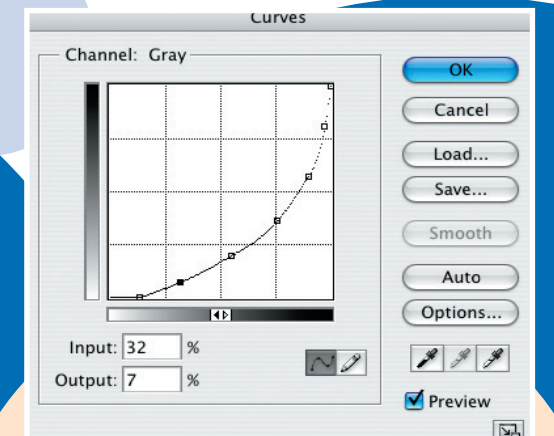 Curves
Channel: Gray
OK
Cancel
Load...
Save...
Smooth
Auto
Options...
Input: 32 %
Output: 7 %
Preview